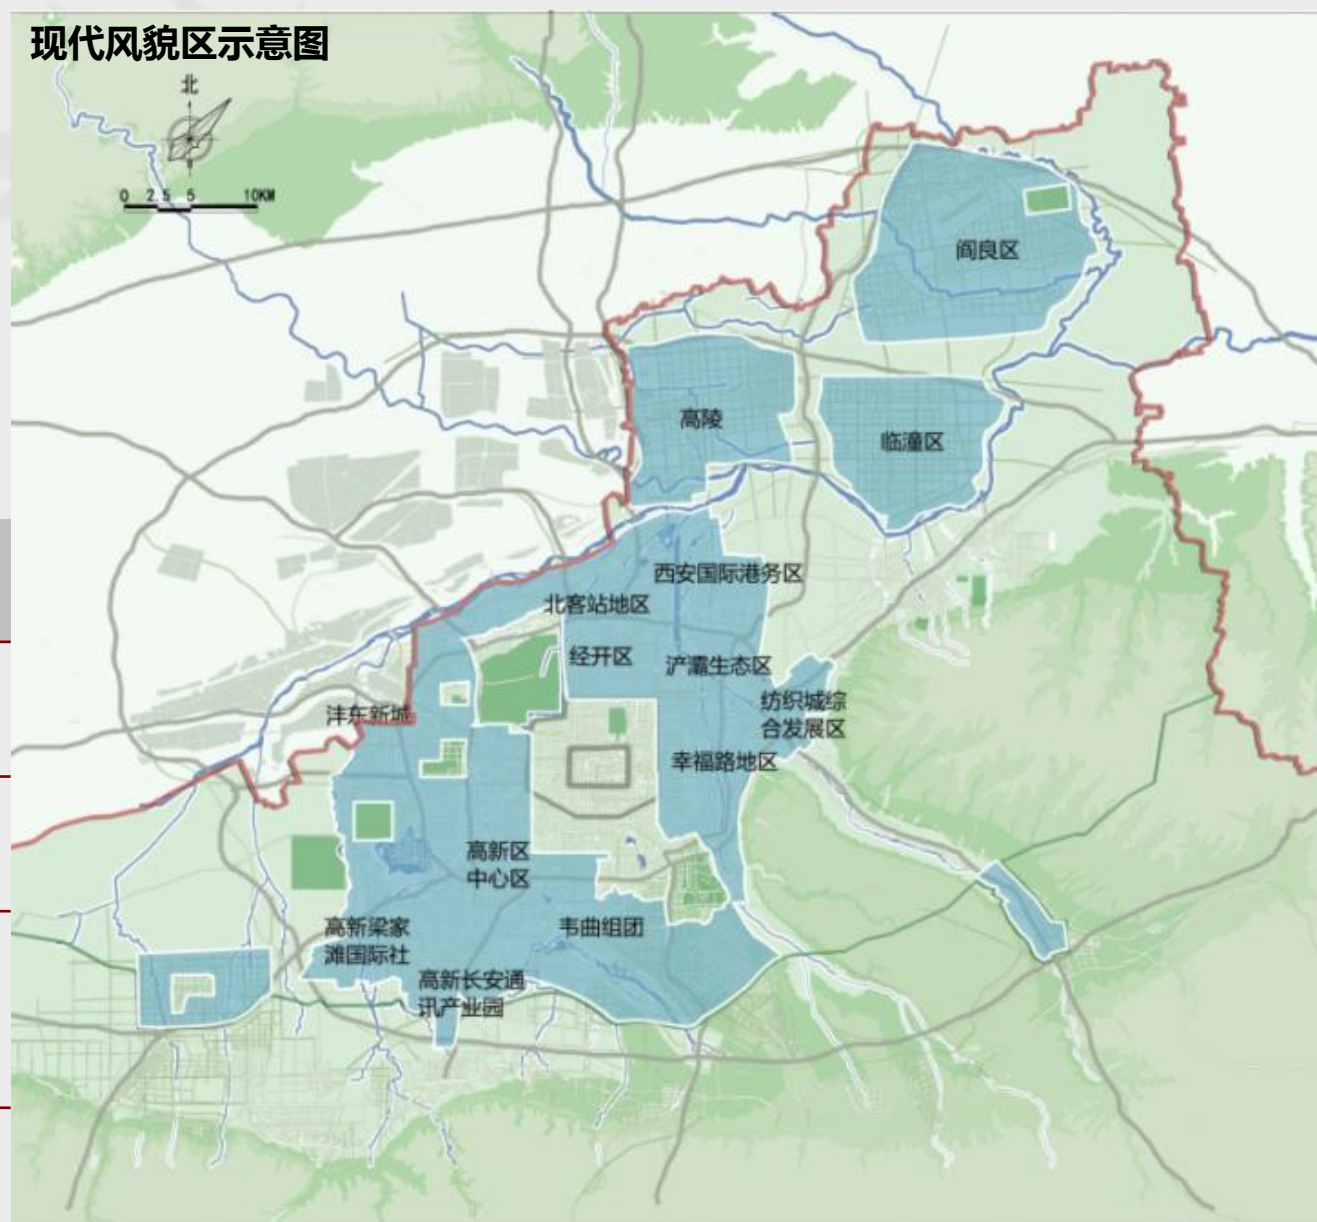 现代风貌区示意图
北
0 2.5 5 10KM
阎良区
高陵
临潼区
西安国际港务区
北客站地区
经开区
浐灞生态区
纺织城综
合发展区
沣东新城
幸福路地区
高新区
中心区
高新梁家
滩国际社
韦曲组团
高新长安通
讯产业园